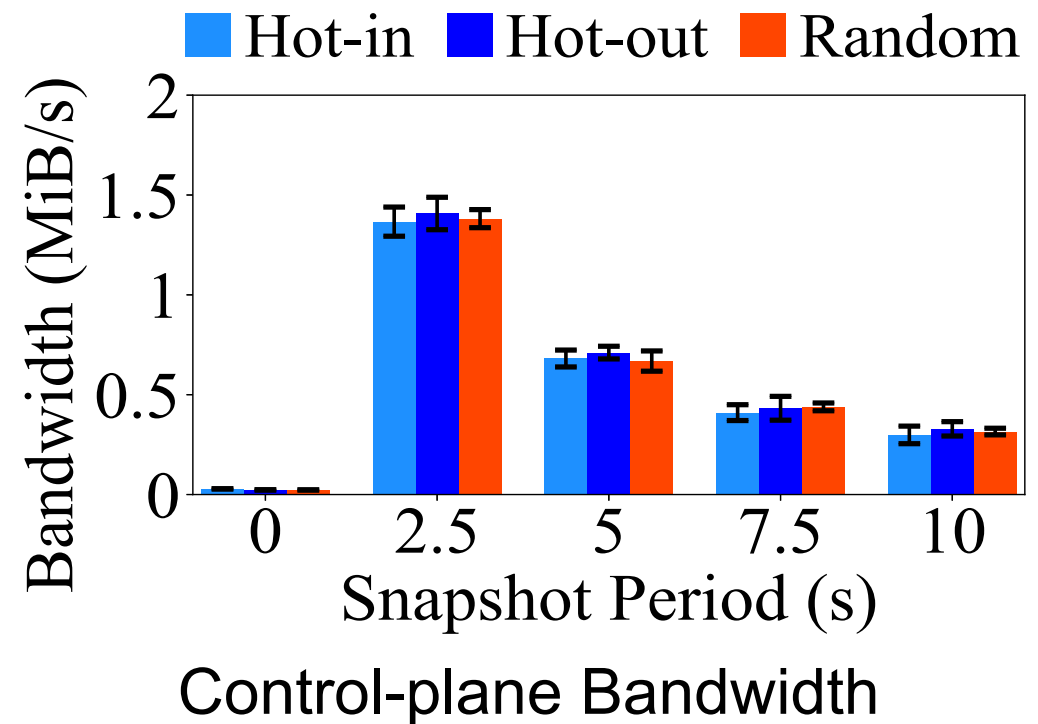 Hot-in Hot-out Random
Bandwidth (MiB/s)
2
1.5
1
0.5
0
0 2.5 5 7.5 10
Snapshot Period (s)
Control-plane Bandwidth